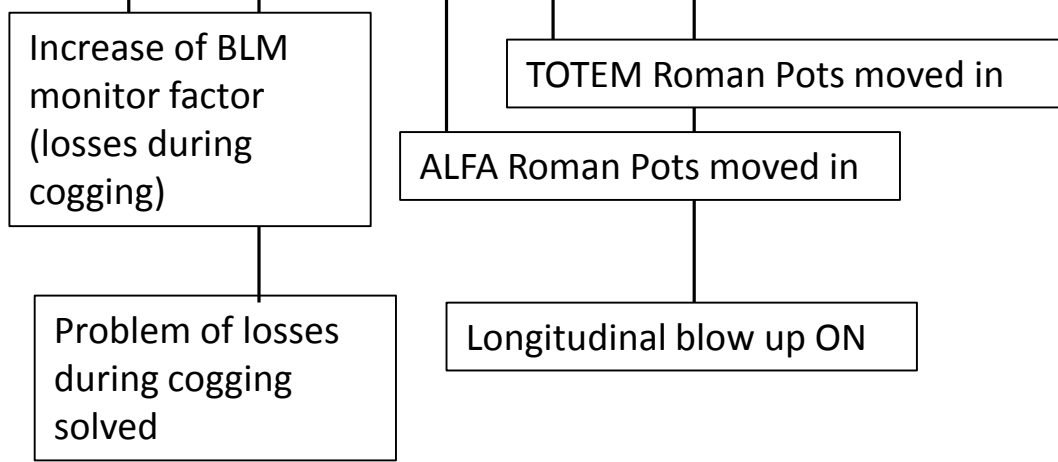 Increase of BLM
monitor factor
(losses during
cogging)
TOTEM Roman Pots moved in
ALFA Roman Pots moved in
Problem of losses
during cogging
solved
Longitudinal blow up ON